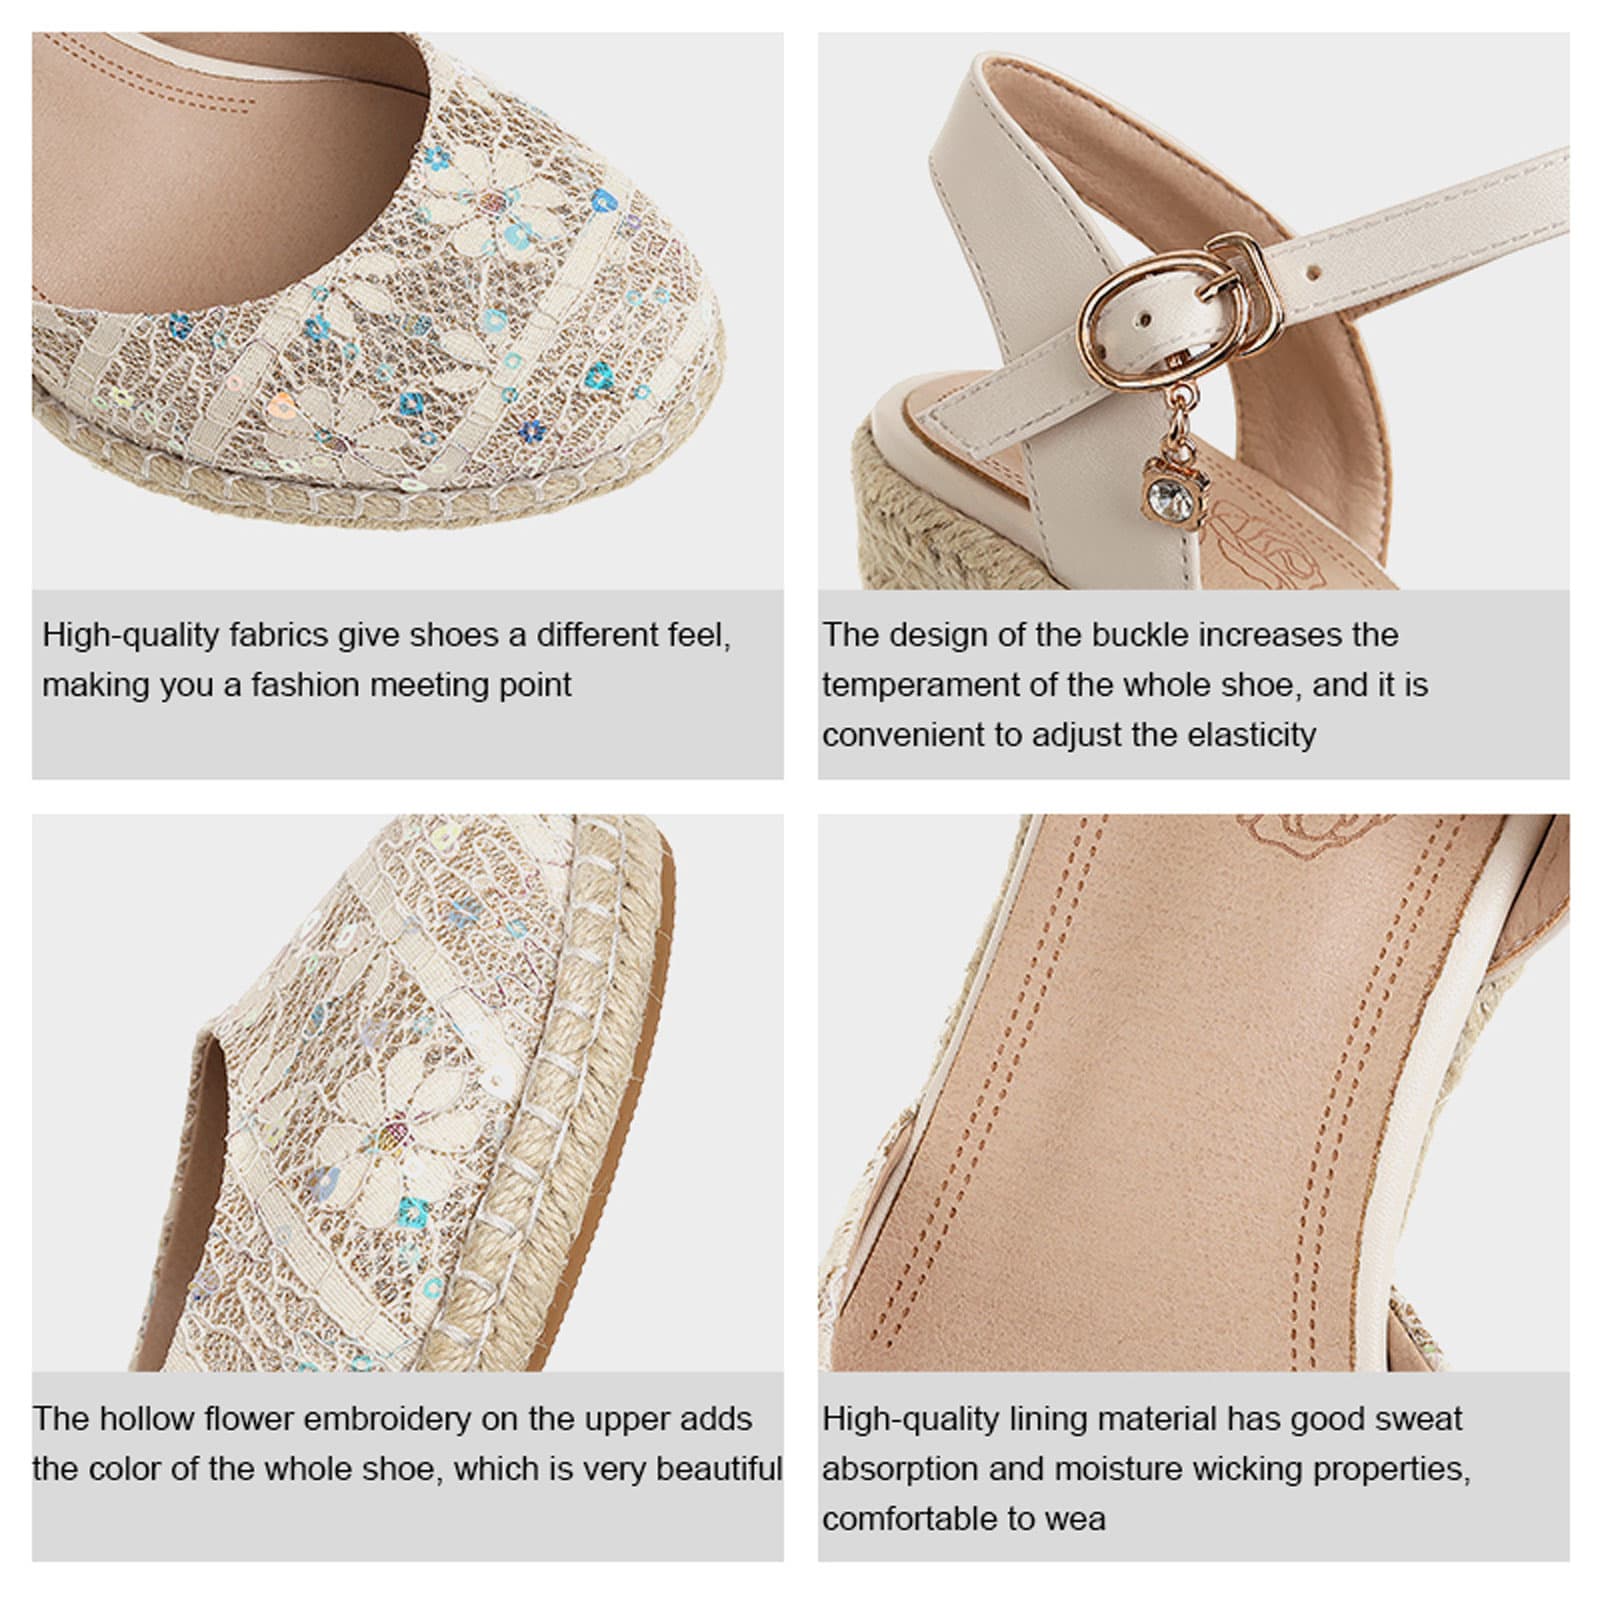 High-quality fabrics give shoes a different feel,
making you a fashion meeting point
The design of the buckle increases the
temperament of the whole shoe, and it is
convenient to adjust the elasticity
The hollow flower embroidery on the upper adds
the color of the whole shoe, which is very beautiful
High-quality lining material has good sweat
absorption and moisture wicking properties,
comfortable to wea